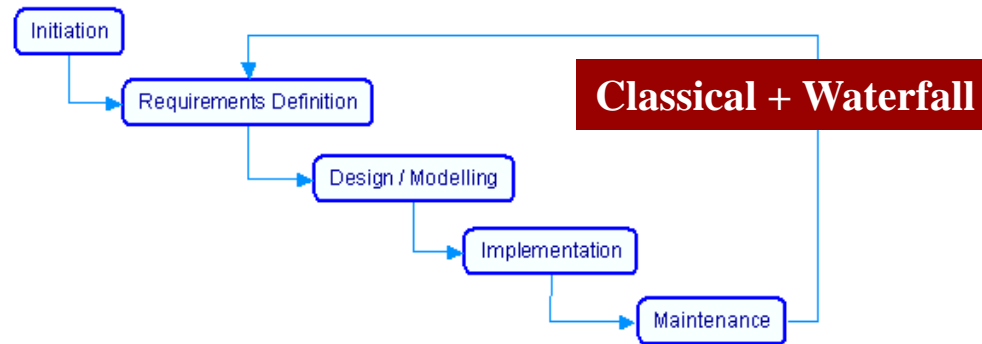 Initiation
Requirements Definition
Classical + Waterfall
Design / Modelling
Implementation
Maintenance